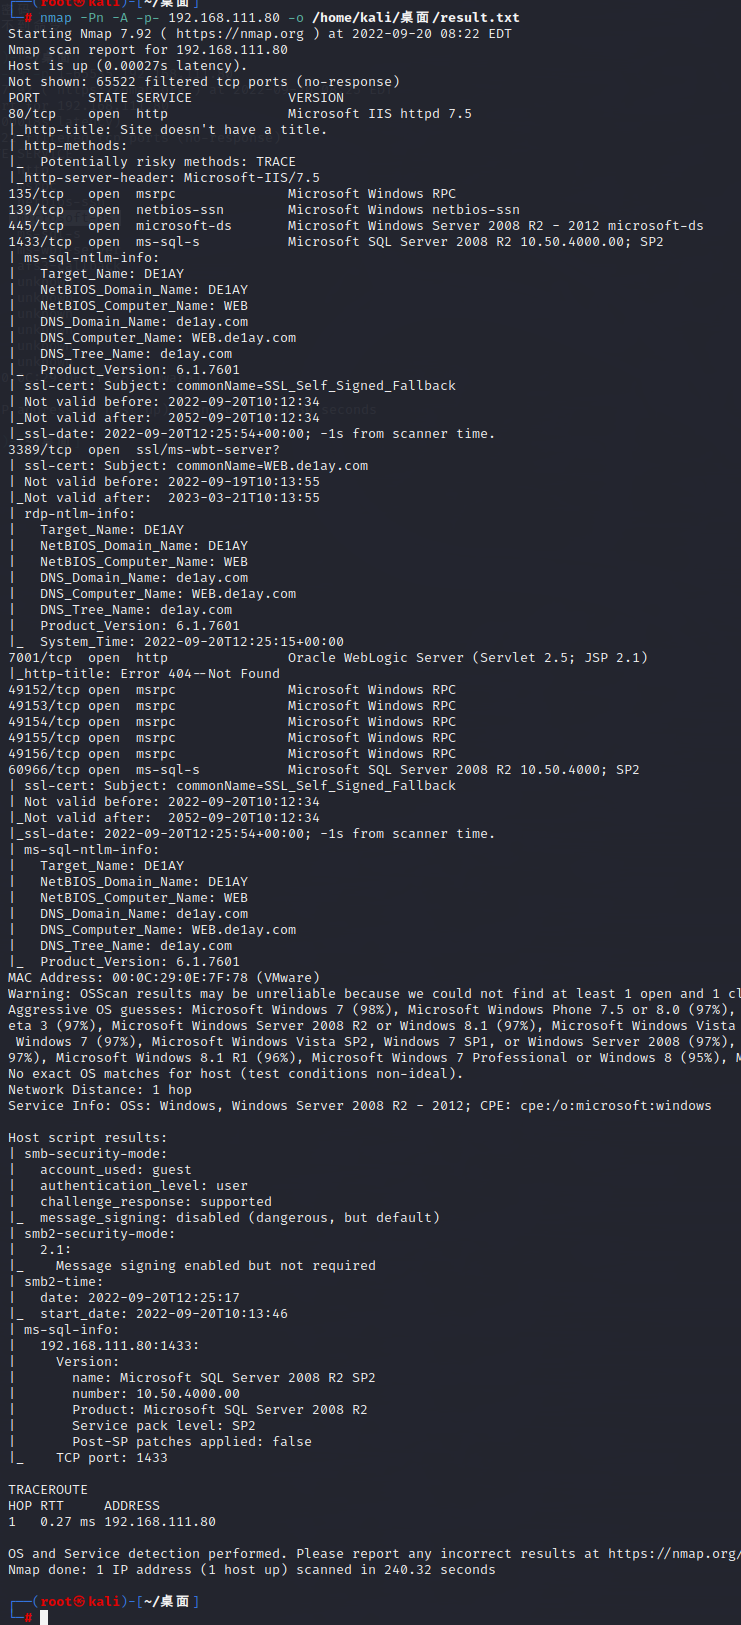 ┌──(root㉿kali)-[~/桌面]
└─# nmap -Pn -A -p- 192.168.111.80 -o /home/kali/桌面/result.txt
Starting Nmap 7.92 ( https://nmap.org ) at 2022-09-20 08:22 EDT
Nmap scan report for 192.168.111.80
Host is up (0.00027s latency).
Not shown: 65522 filtered tcp ports (no-response)
PORT      STATE SERVICE            VERSION
80/tcp    open  http               Microsoft IIS httpd 7.5
|_http-title: Site doesn't have a title.
| http-methods:
|_  Potentially risky methods: TRACE
|_http-server-header: Microsoft-IIS/7.5
135/tcp   open  msrpc              Microsoft Windows RPC
139/tcp   open  netbios-ssn        Microsoft Windows netbios-ssn
445/tcp   open  microsoft-ds       Microsoft Windows Server 2008 R2 - 2012 microsoft-ds
1433/tcp  open  ms-sql-s           Microsoft SQL Server 2008 R2 10.50.4000.00; SP2
| ms-sql-ntlm-info:
|   Target_Name: DE1AY
|   NetBIOS_Domain_Name: DE1AY
|   NetBIOS_Computer_Name: WEB
|   DNS_Domain_Name: de1ay.com
|   DNS_Computer_Name: WEB.de1ay.com
|   DNS_Tree_Name: de1ay.com
|_  Product_Version: 6.1.7601
| ssl-cert: Subject: commonName=SSL_Self_Signed_Fallback
| Not valid before: 2022-09-20T10:12:34
|_Not valid after:  2052-09-20T10:12:34
|_ssl-date: 2022-09-20T12:25:54+00:00; -1s from scanner time.
3389/tcp  open  ssl/ms-wbt-server?
| ssl-cert: Subject: commonName=WEB.de1ay.com
| Not valid before: 2022-09-19T10:13:55
|_Not valid after:  2023-03-21T10:13:55
| rdp-ntlm-info:
|   Target_Name: DE1AY
|   NetBIOS_Domain_Name: DE1AY
|   NetBIOS_Computer_Name: WEB
|   DNS_Domain_Name: de1ay.com
|   DNS_Computer_Name: WEB.de1ay.com
|   DNS_Tree_Name: de1ay.com
|   Product_Version: 6.1.7601
|_  System_Time: 2022-09-20T12:25:15+00:00
7001/tcp  open  http               Oracle WebLogic Server (Servlet 2.5; JSP 2.1)
|_http-title: Error 404--Not Found
49152/tcp open  msrpc              Microsoft Windows RPC
49153/tcp open  msrpc              Microsoft Windows RPC
49154/tcp open  msrpc              Microsoft Windows RPC
49155/tcp open  msrpc              Microsoft Windows RPC
49156/tcp open  msrpc              Microsoft Windows RPC
60966/tcp open  ms-sql-s           Microsoft SQL Server 2008 R2 10.50.4000; SP2
| ssl-cert: Subject: commonName=SSL_Self_Signed_Fallback
| Not valid before: 2022-09-20T10:12:34
|_Not valid after:  2052-09-20T10:12:34
|_ssl-date: 2022-09-20T12:25:54+00:00; -1s from scanner time.
| ms-sql-ntlm-info:
|   Target_Name: DE1AY
|   NetBIOS_Domain_Name: DE1AY
|   NetBIOS_Computer_Name: WEB
|   DNS_Domain_Name: de1ay.com
|   DNS_Computer_Name: WEB.de1ay.com
|   DNS_Tree_Name: de1ay.com
|_  Product_Version: 6.1.7601
MAC Address: 00:0C:29:0E:7F:78 (VMware)
Warning: OSScan results may be unreliable because we could not find at least 1 open and 1 cl
Aggressive OS guesses: Microsoft Windows 7 (98%), Microsoft Windows Phone 7.5 or 8.0 (97%),
eta 3 (97%), Microsoft Windows Server 2008 R2 or Windows 8.1 (97%), Microsoft Windows Vista
 Windows 7 (97%), Microsoft Windows Vista SP2, Windows 7 SP1, or Windows Server 2008 (97%),
97%), Microsoft Windows 8.1 R1 (96%), Microsoft Windows 7 Professional or Windows 8 (95%), M
No exact OS matches for host (test conditions non-ideal).
Network Distance: 1 hop
Service Info: OSs: Windows, Windows Server 2008 R2 - 2012; CPE: cpe:/o:microsoft:windows

Host script results:
| smb-security-mode:
|   account_used: guest
|   authentication_level: user
|   challenge_response: supported
|_  message_signing: disabled (dangerous, but default)
| smb2-security-mode:
|   2.1:
|_    Message signing enabled but not required
| smb2-time:
|   date: 2022-09-20T12:25:17
|_  start_date: 2022-09-20T10:13:46
| ms-sql-info:
|   192.168.111.80:1433:
|     Version:
|       name: Microsoft SQL Server 2008 R2 SP2
|       number: 10.50.4000.00
|       Product: Microsoft SQL Server 2008 R2
|       Service pack level: SP2
|       Post-SP patches applied: false
|_    TCP port: 1433

TRACEROUTE
HOP RTT     ADDRESS
1   0.27 ms 192.168.111.80

OS and Service detection performed. Please report any incorrect results at https://nmap.org/
Nmap done: 1 IP address (1 host up) scanned in 240.32 seconds

┌──(root㉿kali)-[~/桌面]
└─#